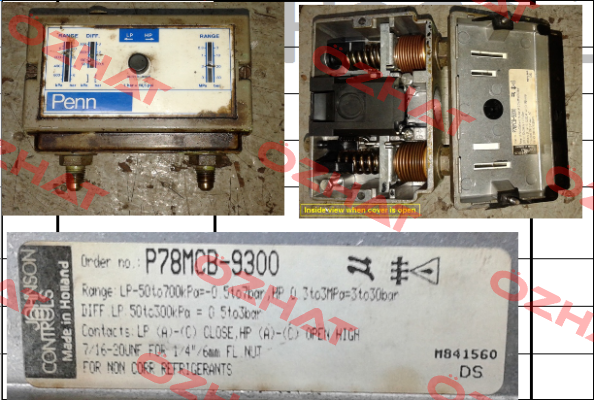 RANGE DIFF. LP HP RANGE
Penn
Inside view when cover is open
JOHNSON CONTROLS
Made in Holland
Order no.: P78MCB-9300
Range: LP-50to700kPa=-0.5to7bar, HP 0.3to3MPa=3to30bar
DIFF LP 50to300kPa = 0.5to3bar
Contacts: LP (A)-(C) CLOSE, HP (A)-(C) OPEN HIGH
7/16-20UNF FOR 1/4"/6mm FL NUT
FOR NON CORR REFRIGERANTS
M841560
DS
OZHAT